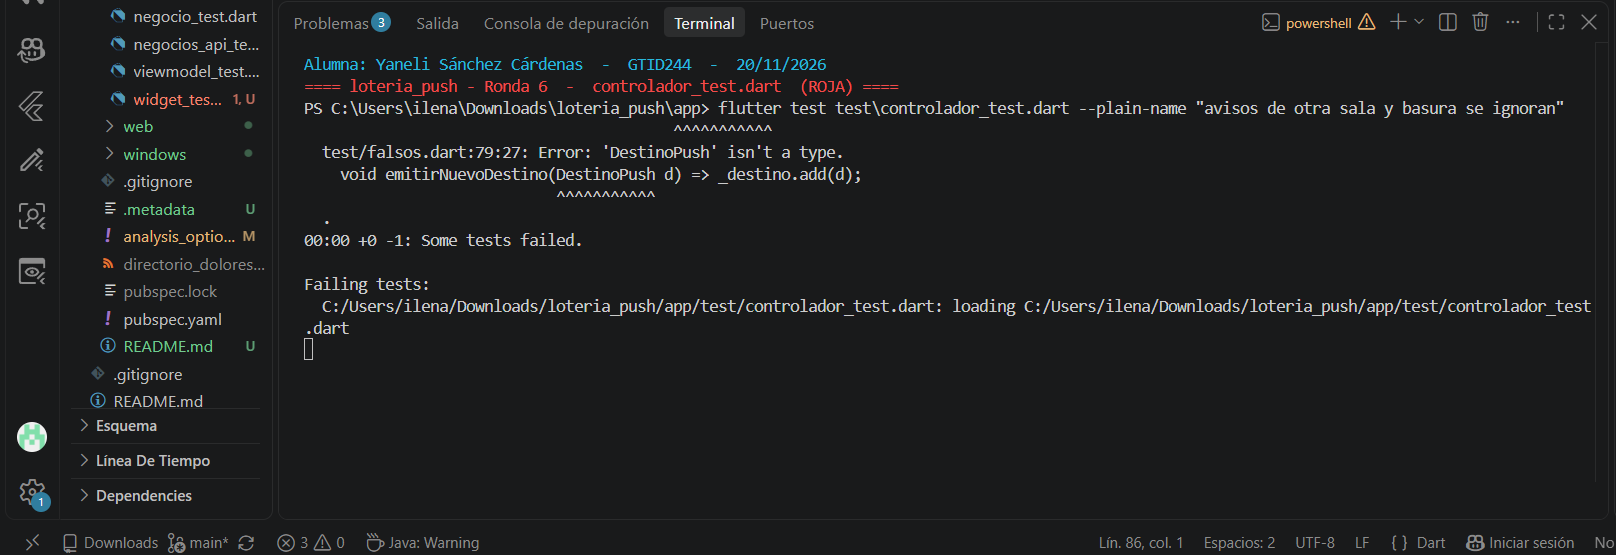 negocio_test.dart
negocios_api_te...
viewmodel_test....
widget_tes... 1, U
web
windows
.gitignore
.metadata U
analysis_optio... M
directorio_dolores...
pubspec.lock
pubspec.yaml
README.md U
.gitignore
README.md
Esquema
Línea De Tiempo
Dependencies
1
Problemas 3 Salida Consola de depuración Terminal Puertos powershell
Alumna: Yaneli Sánchez Cárdenas - GTID244 - 20/11/2026
==== loteria_push - Ronda 6 - controlador_test.dart (ROJA) ====
PS C:\Users\ilena\Downloads\loteria_push\app> flutter test test\controlador_test.dart --plain-name "avisos de otra sala y basura se ignoran"
^^^^^^^^^^^
test/falsos.dart:79:27: Error: 'DestinoPush' isn't a type.
void emitirNuevoDestino(DestinoPush d) => _destino.add(d);
^^^^^^^^^^^
.
00:00 +0 -1: Some tests failed.
Failing tests:
C:/Users/ilena/Downloads/loteria_push/app/test/controlador_test.dart: loading C:/Users/ilena/Downloads/loteria_push/app/test/controlador_test
.dart
Downloads main* 3 0 Java: Warning Lín. 86, col. 1 Espacios: 2 UTF-8 LF { } Dart Iniciar sesión No